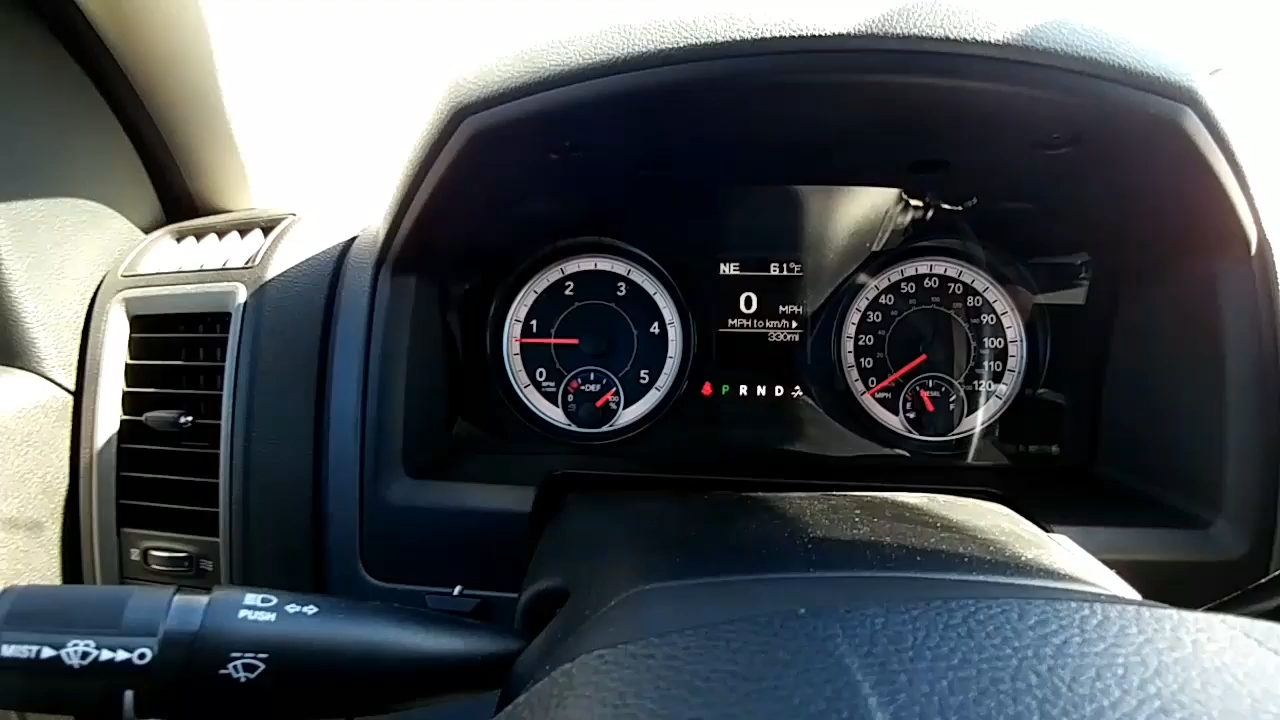 NE 61°F
0 MPH
MPH to km/h
330mi
P R N D
0 1 2 3 4 5
RPM
DEF
0 100 %
0 10 20 30 40 50 60 70 80 90 100 110 120
MPH
DIESEL
E F
PUSH
MIST